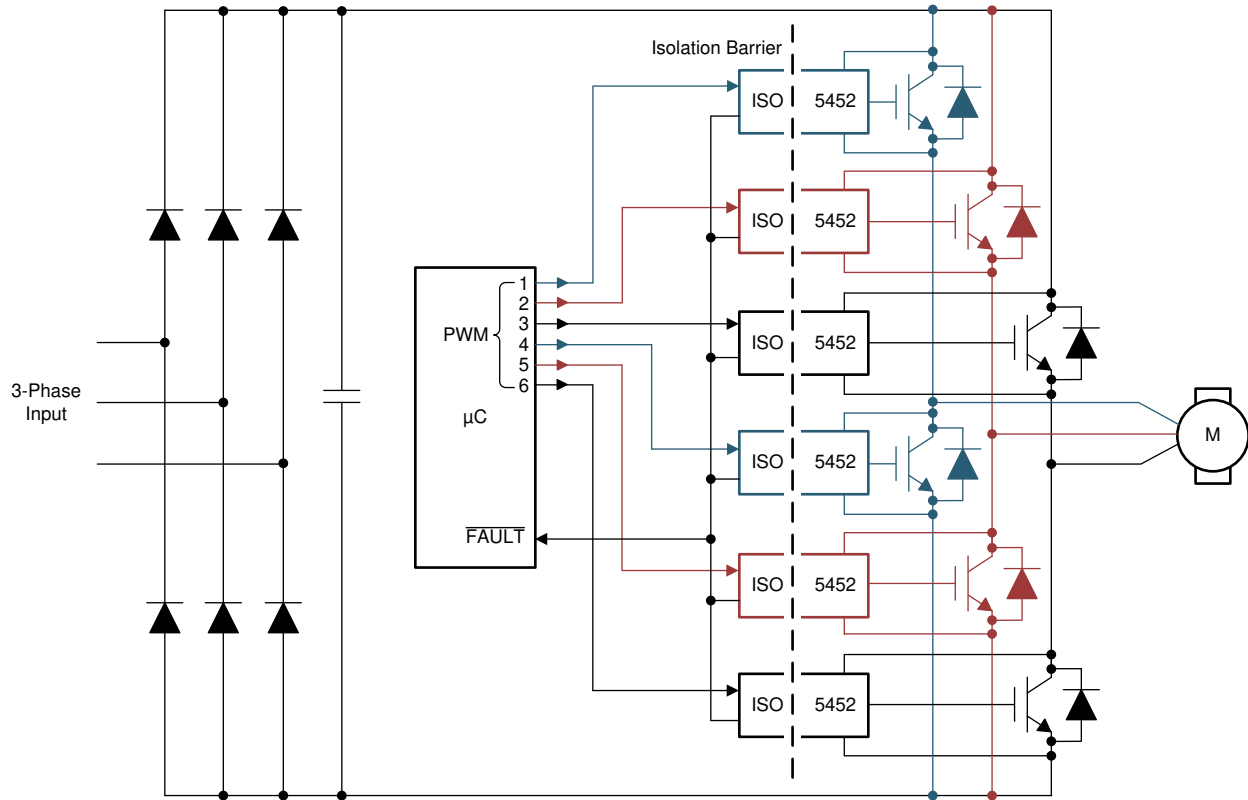 Isolation Barrier
ISO 5452
ISO 5452
ISO 5452
ISO 5452
ISO 5452
ISO 5452
PWM
1
2
3
4
5
6
µC
FAULT
3-Phase
Input
M